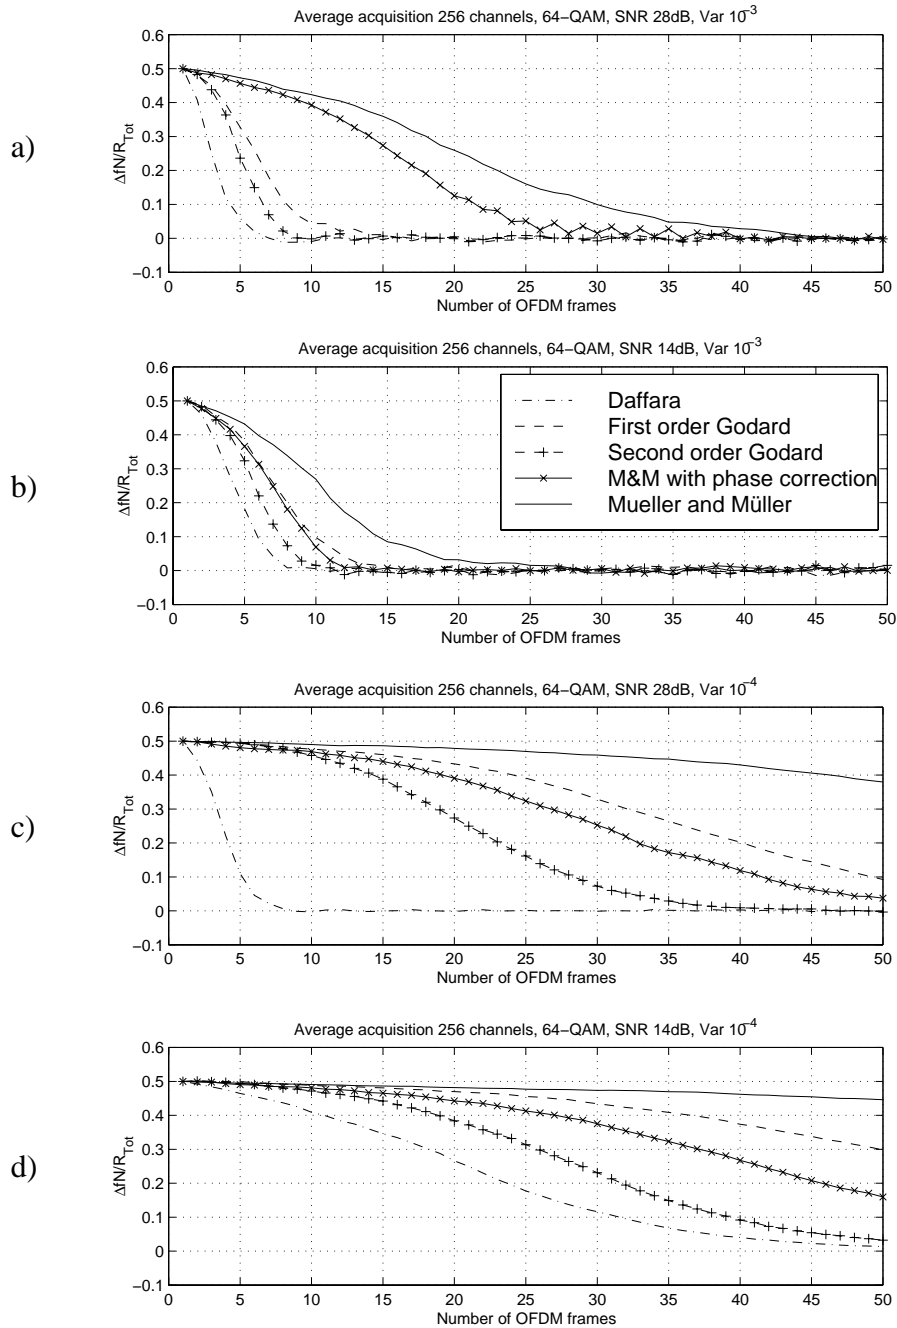 Average acquisition 256 channels, 64−QAM, SNR 28dB, Var 10−3
a)
ΔfN/RTot
0.6
0.5
0.4
0.3
0.2
0.1
0
−0.1
0 5 10 15 20 25 30 35 40 45 50
Number of OFDM frames
Average acquisition 256 channels, 64−QAM, SNR 14dB, Var 10−3
b)
ΔfN/RTot
0.6
0.5
0.4
0.3
0.2
0.1
0
−0.1
Daffara
First order Godard
Second order Godard
M&M with phase correction
Mueller and Müller
0 5 10 15 20 25 30 35 40 45 50
Number of OFDM frames
Average acquisition 256 channels, 64−QAM, SNR 28dB, Var 10−4
c)
ΔfN/RTot
0.6
0.5
0.4
0.3
0.2
0.1
0
−0.1
0 5 10 15 20 25 30 35 40 45 50
Number of OFDM frames
Average acquisition 256 channels, 64−QAM, SNR 14dB, Var 10−4
d)
ΔfN/RTot
0.6
0.5
0.4
0.3
0.2
0.1
0
−0.1
0 5 10 15 20 25 30 35 40 45 50
Number of OFDM frames